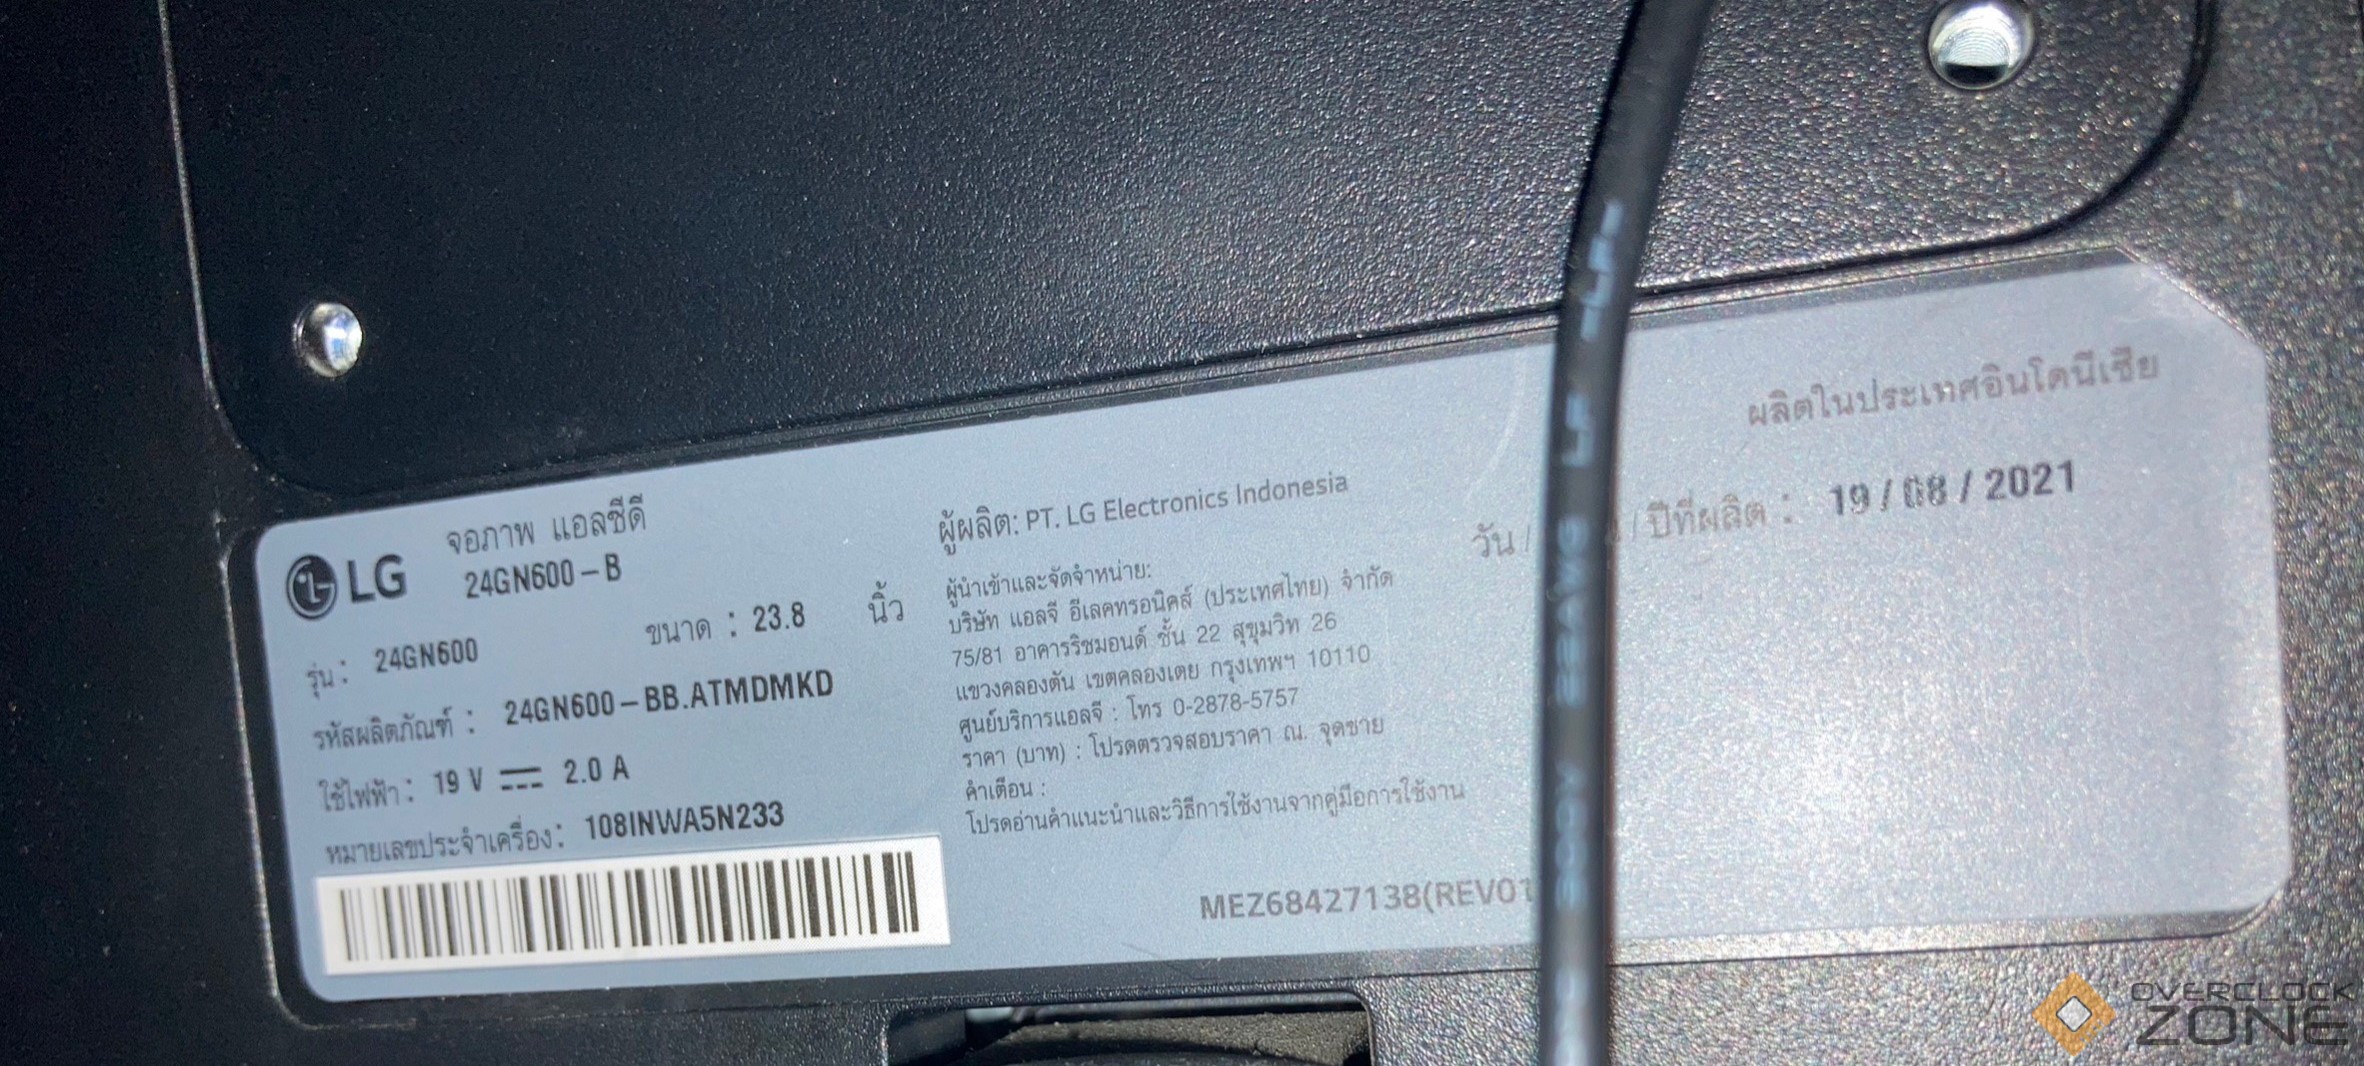 LG
จอภาพ แอลซีดี
24GN600-B
รุ่น: 24GN600 ขนาด : 23.8 นิ้ว
รหัสผลิตภัณฑ์ : 24GN600-BB.ATMDMKD
ใช้ไฟฟ้า: 19 V 2.0 A
หมายเลขประจำเครื่อง: 108INWA5N233
ผู้ผลิต: PT. LG Electronics Indonesia
ผู้นำเข้าและจัดจำหน่าย:
บริษัท แอลจี อีเลคทรอนิคส์ (ประเทศไทย) จำกัด
75/81 อาคารริชมอนด์ ชั้น 22 สุขุมวิท 26
แขวงคลองตัน เขตคลองเตย กรุงเทพฯ 10110
ศูนย์บริการแอลจี : โทร 0-2878-5757
ราคา (บาท) : โปรดตรวจสอบราคา ณ. จุดขาย
คำเตือน :
โปรดอ่านคำแนะนำและวิธีการใช้งานจากคู่มือการใช้งาน
MEZ68427138(REV01
ผลิตในประเทศอินโดนีเซีย
วัน / / ปีที่ผลิต : 19 / 08 / 2021
OVERCLOCK
ZONE